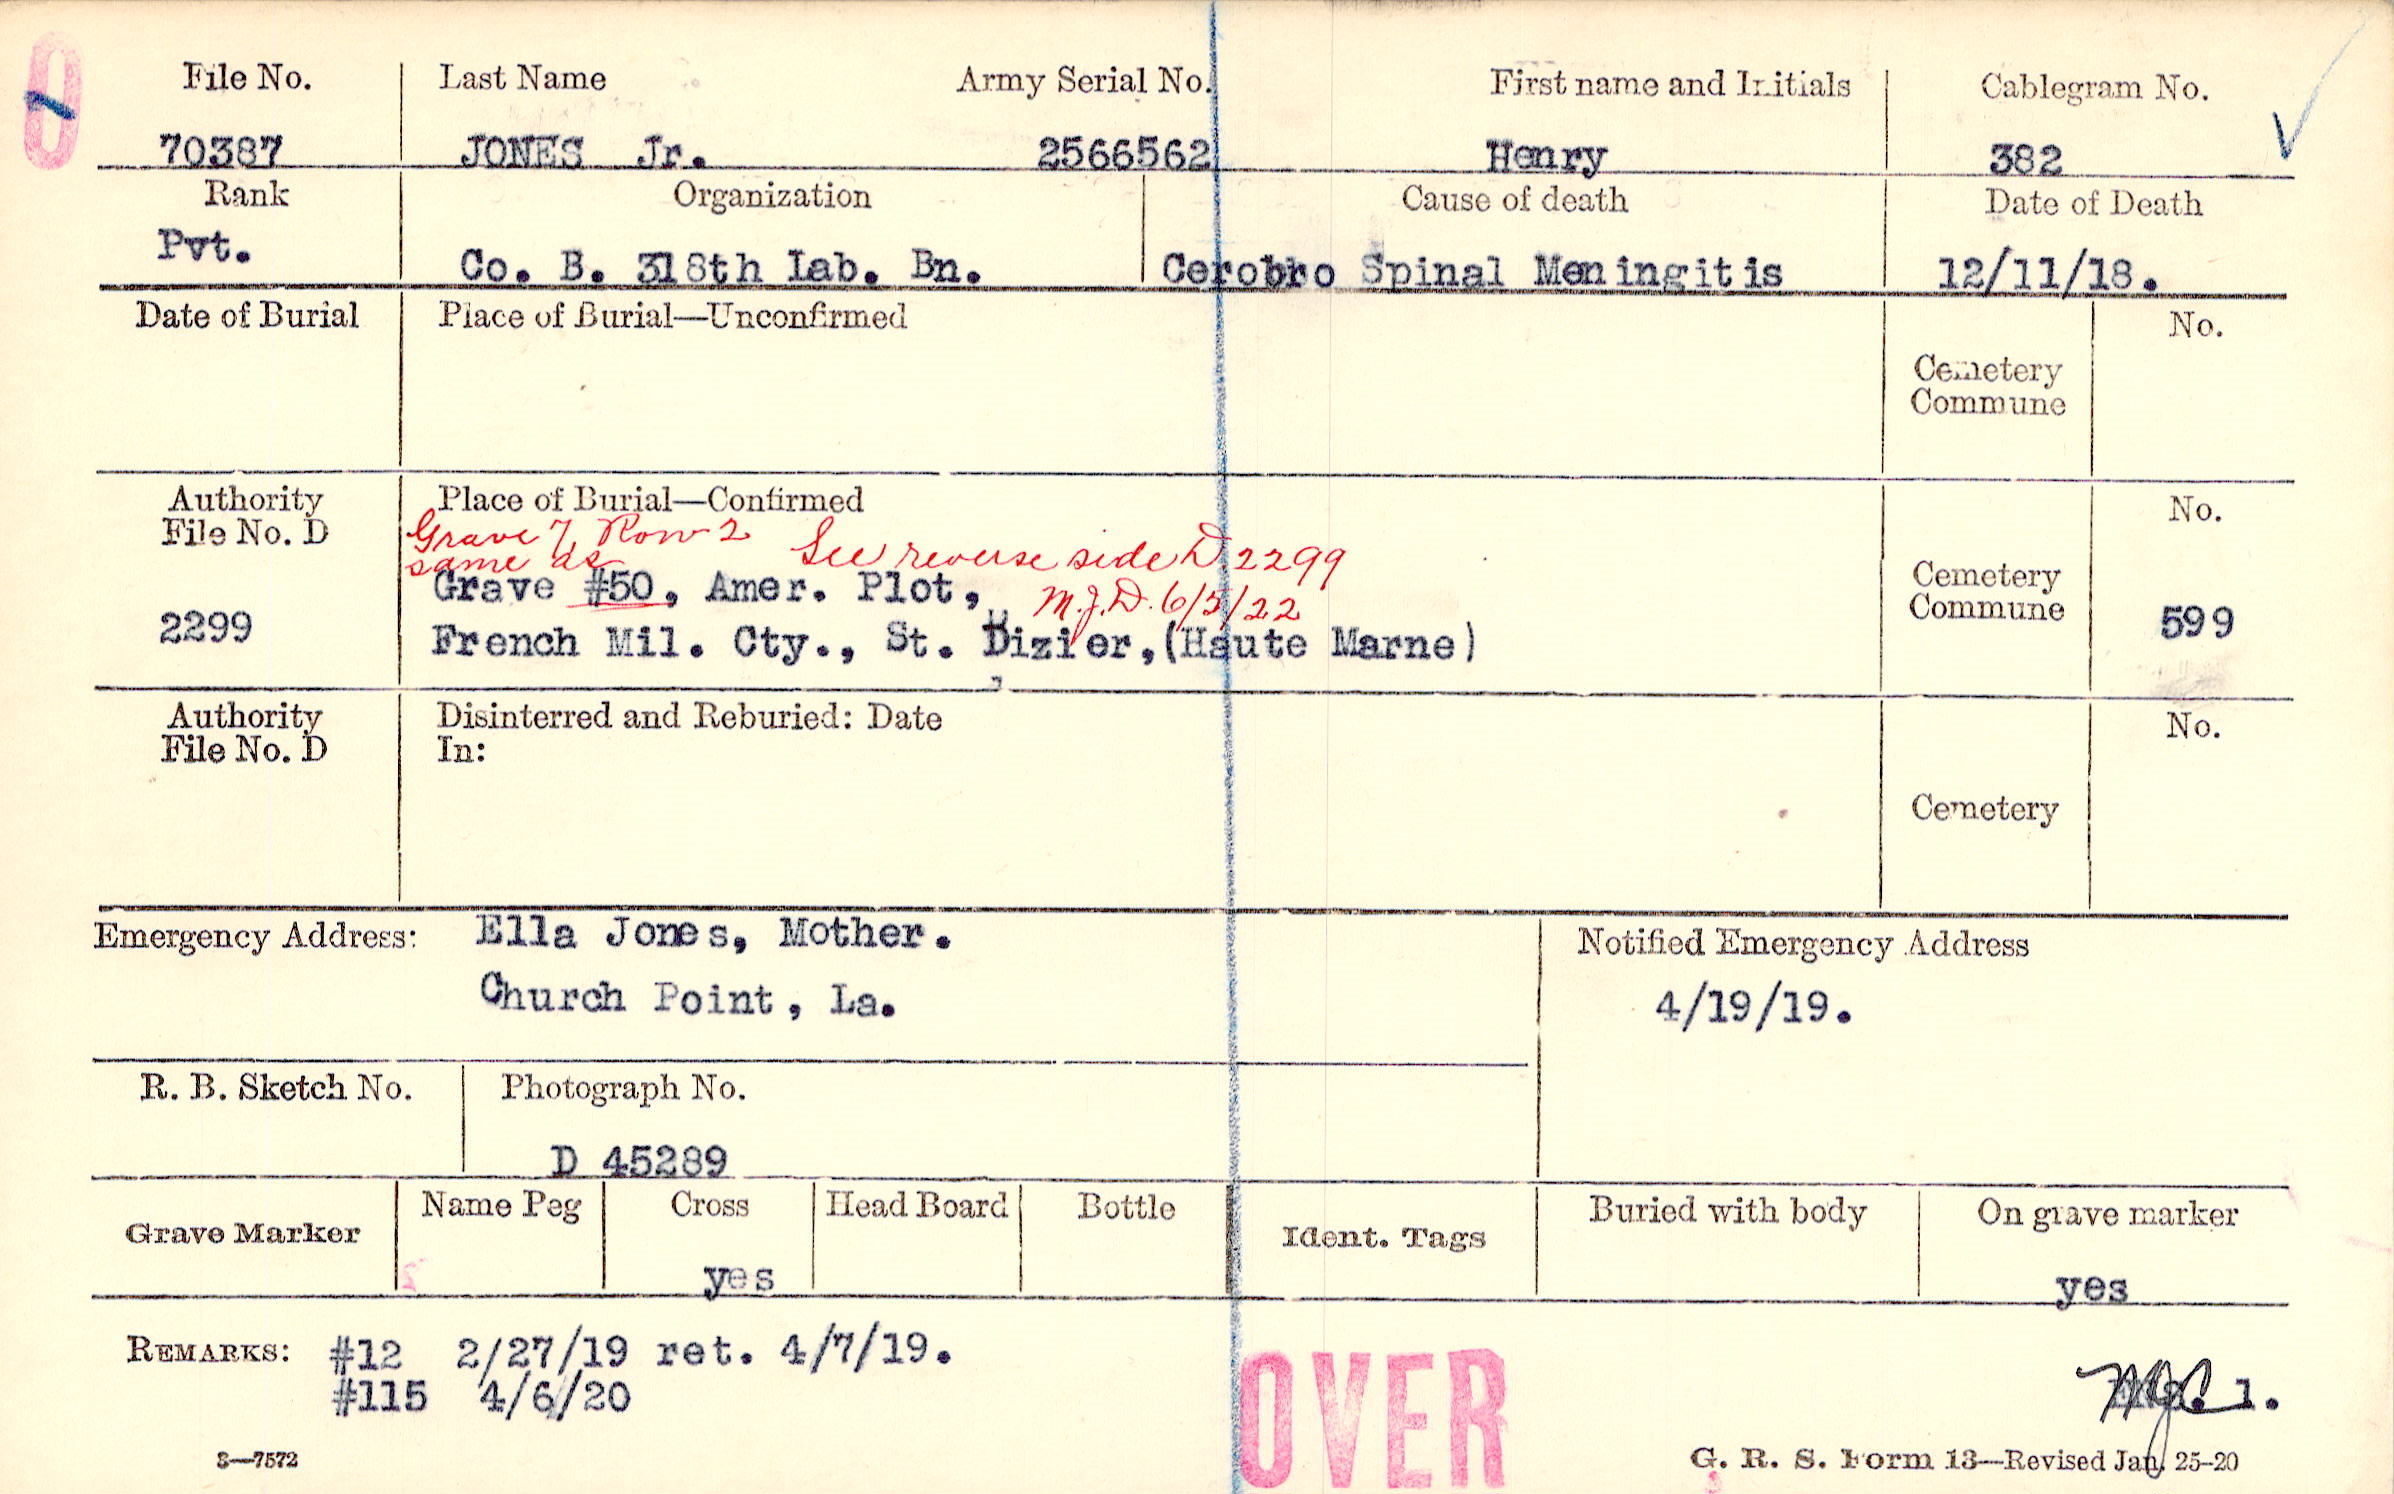 File No. Last Name Army Serial No. First name and Initials Cablegram No.
70387 JONES Jr. 2566562 Henry 382
Rank Organization Cause of death Date of Death
Pvt. Co. B. 318th Lab. Bn. Cerobro Spinal Meningitis 12/11/18.
Date of Burial Place of Burial—Unconfirmed No.
Cemetery
Commune
Authority Place of Burial—Confirmed No.
File No. D
Grave 7, Row 2
same as See reverse side D 2299
Grave #50, Amer. Plot, M.J.D. 6/5/22
Cemetery
Commune
2299 French Mil. Cty., St. Dizier,(Haute Marne) 599
Authority Disinterred and Reburied: Date No.
File No. D In:
Cemetery
Emergency Address: Ella Jones, Mother. Notified Emergency Address
Church Point, La. 4/19/19.
R. B. Sketch No. Photograph No.
D 45289
Grave Marker Name Peg Cross Head Board Bottle Ident. Tags Buried with body On grave marker
yes yes
REMARKS: #12 2/27/19 ret. 4/7/19.
#115 4/6/20
OVER
1.
3—7572 G. R. S. Form 13—Revised Jan. 25-20